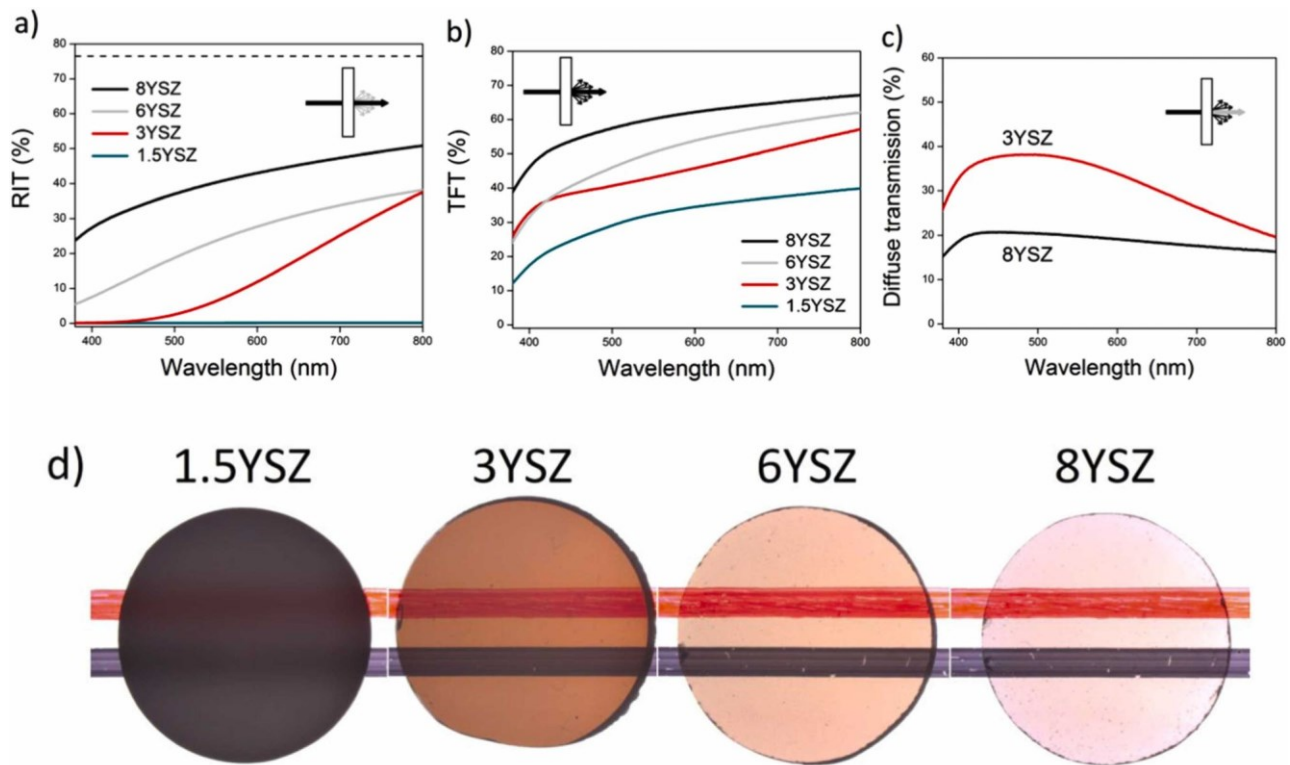 a)
80
70
60
50
40
30
20
10
0
RIT (%)
8YSZ
6YSZ
3YSZ
1.5YSZ
400 500 600 700 800
Wavelength (nm)
b)
80
70
60
50
40
30
20
10
0
TFT (%)
8YSZ
6YSZ
3YSZ
1.5YSZ
400 500 600 700 800
Wavelength (nm)
c)
60
50
40
30
20
10
0
Diffuse transmission (%)
3YSZ
8YSZ
400 500 600 700 800
Wavelength (nm)
d)
1.5YSZ 3YSZ 6YSZ 8YSZ